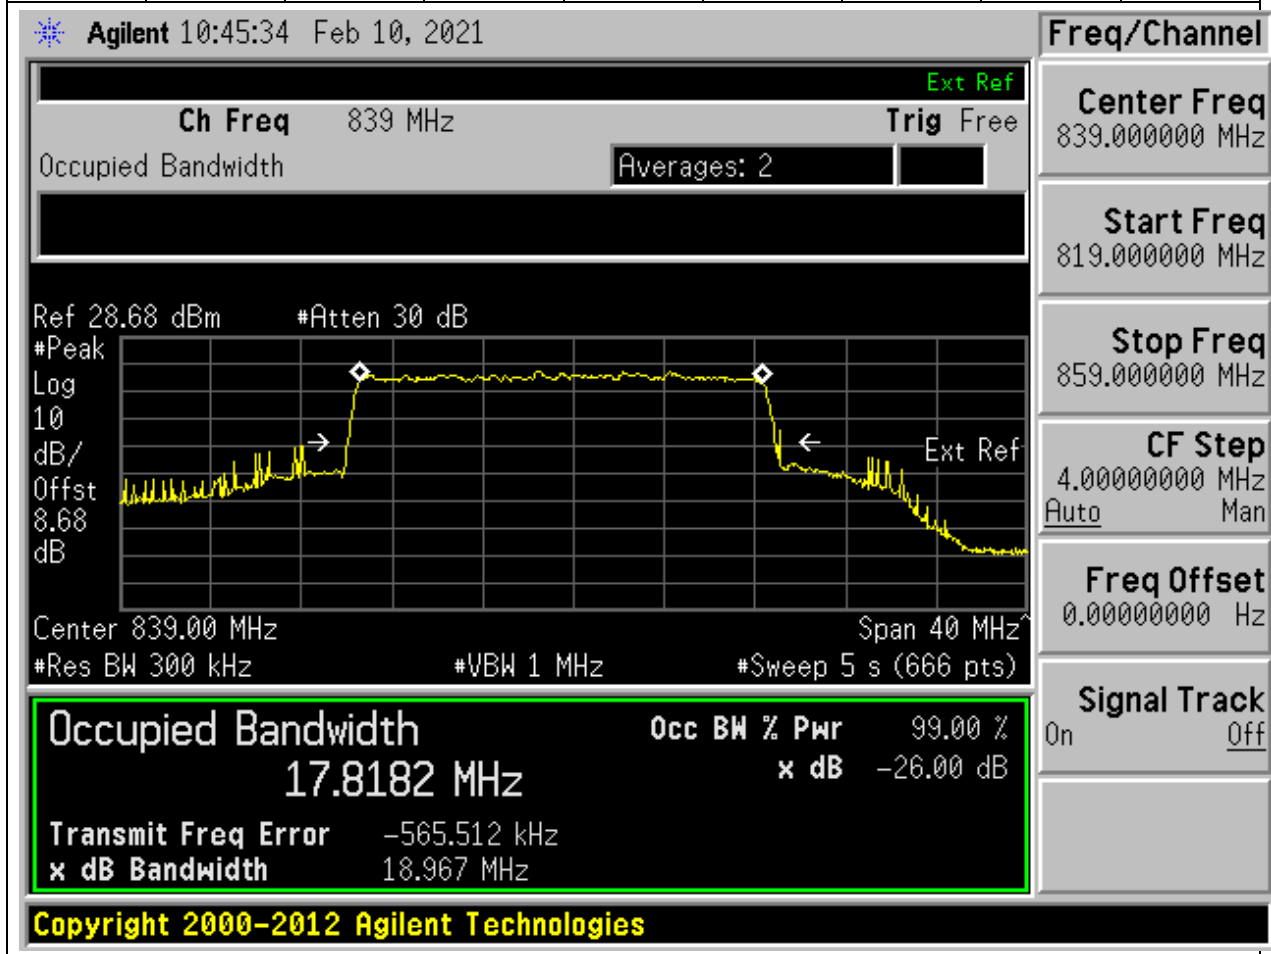 Agilent 10:45:34 Feb 10, 2021
Freq/Channel
Ext Ref
Ch Freq 839 MHz Trig Free
Occupied Bandwidth Averages: 2
Center Freq
839.000000 MHz
Start Freq
819.000000 MHz
Stop Freq
859.000000 MHz
CF Step
4.00000000 MHz
Auto Man
Freq Offset
0.00000000 Hz
Signal Track
On Off
Ref 28.68 dBm #Atten 30 dB
#Peak
Log
10
dB/
Offst
8.68
dB
Ext Ref
Center 839.00 MHz Span 40 MHz^
#Res BW 300 kHz #VBW 1 MHz #Sweep 5 s (666 pts)
Occupied Bandwidth Occ BW % Pwr 99.00 %
17.8182 MHz x dB -26.00 dB
Transmit Freq Error -565.512 kHz
x dB Bandwidth 18.967 MHz
Copyright 2000-2012 Agilent Technologies